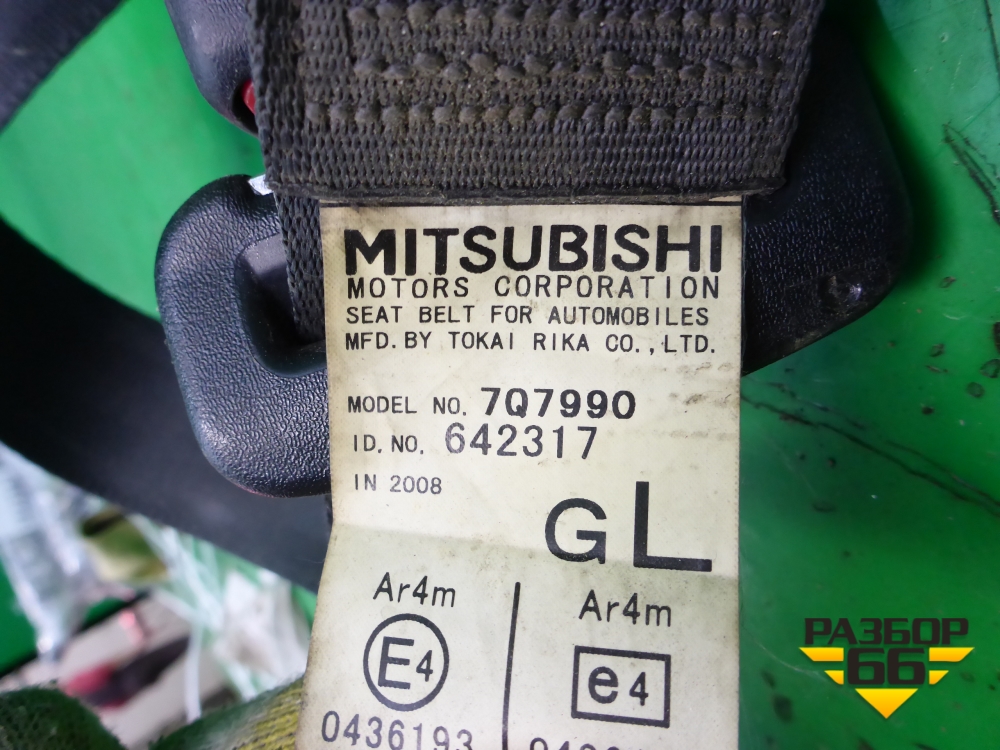 MITSUBISHI
MOTORS CORPORATION
SEAT BELT FOR AUTOMOBILES
MFD. BY TOKAI RIKA CO., LTD.
MODEL NO. 7Q7990
ID. NO. 642317
IN 2008
GL
Ar4m Ar4m
E4 e4
0436193
РАЗБОР
66